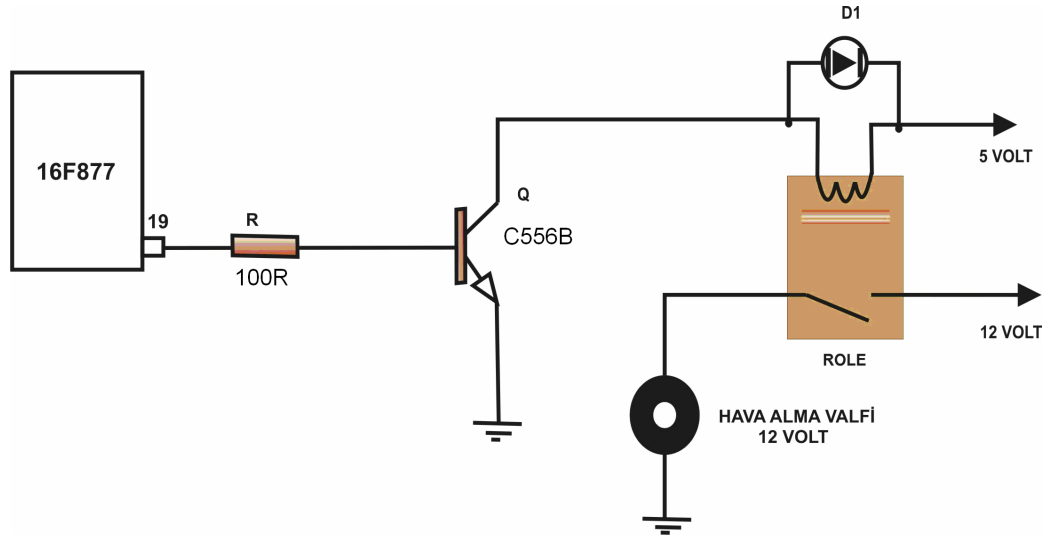 D1
16F877
19
R
100R
Q
C556B
5 VOLT
12 VOLT
ROLE
HAVA ALMA VALFİ
12 VOLT